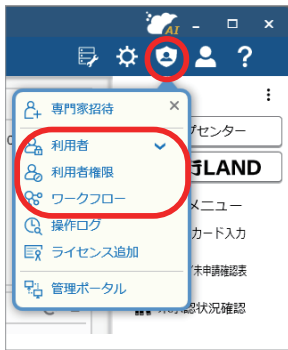 AI
専門家招待
利用者
利用者権限
ワークフロー
操作ログ
ライセンス追加
管理ポータル
センター
LAND
メニュー
カード入力
未申請確認表
認状況確認